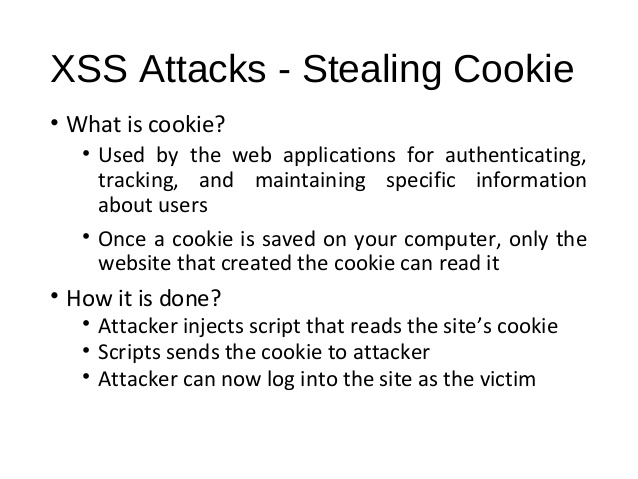 XSS Attacks - Stealing Cookie
• What is cookie?
• Used by the web applications for authenticating,
tracking, and maintaining specific information
about users
• Once a cookie is saved on your computer, only the
website that created the cookie can read it
• How it is done?
• Attacker injects script that reads the site’s cookie
• Scripts sends the cookie to attacker
• Attacker can now log into the site as the victim